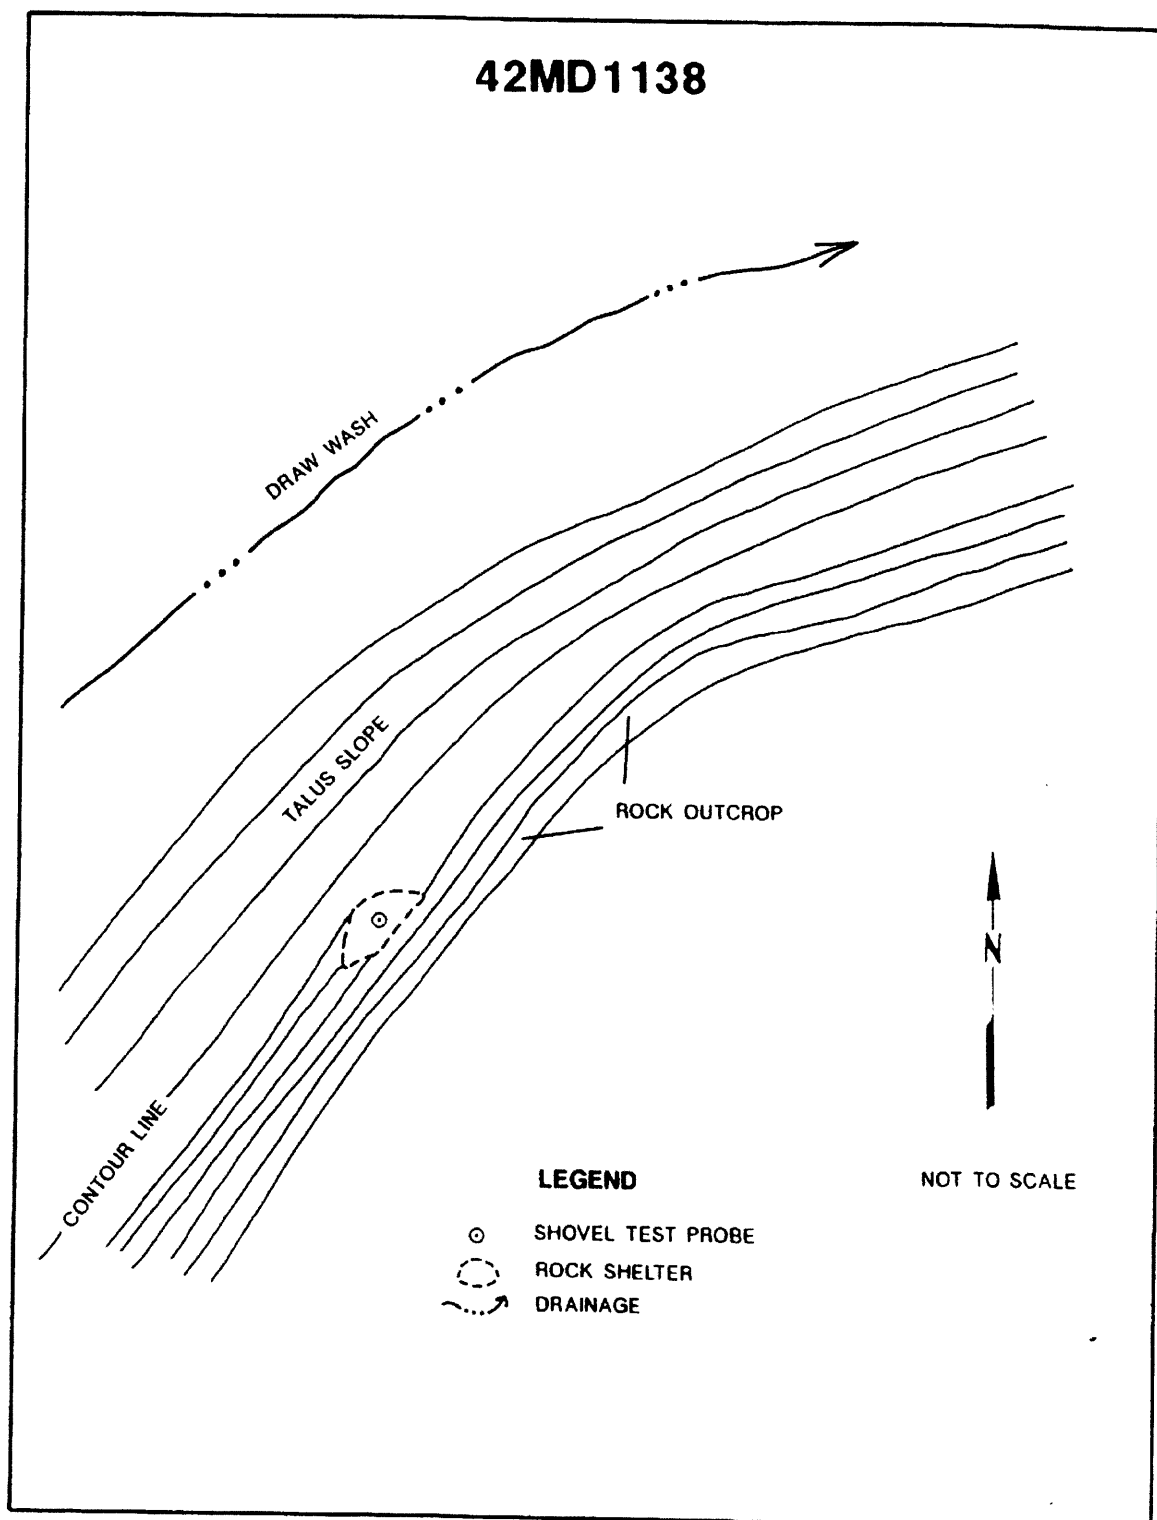 42MD1138
DRAW WASH
TALUS SLOPE
ROCK OUTCROP
N
CONTOUR LINE
LEGEND
NOT TO SCALE
SHOVEL TEST PROBE
ROCK SHELTER
DRAINAGE